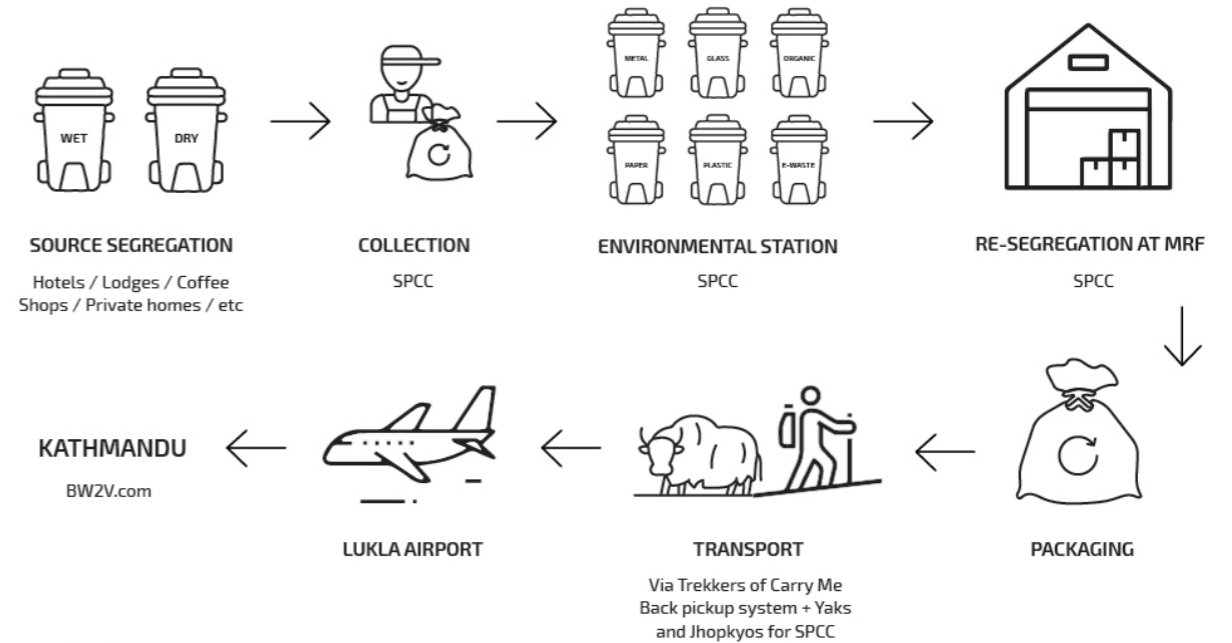 WET
DRY
METAL
GLASS
ORGANIC
PAPER
PLASTIC
E-WASTE
SOURCE SEGREGATION
Hotels / Lodges / Coffee
Shops / Private homes / etc
COLLECTION
SPCC
ENVIRONMENTAL STATION
SPCC
RE-SEGREGATION AT MRF
SPCC
PACKAGING
TRANSPORT
Via Trekkers of Carry Me
Back pickup system + Yaks
and Jhopkyos for SPCC
LUKLA AIRPORT
KATHMANDU
BW2V.com